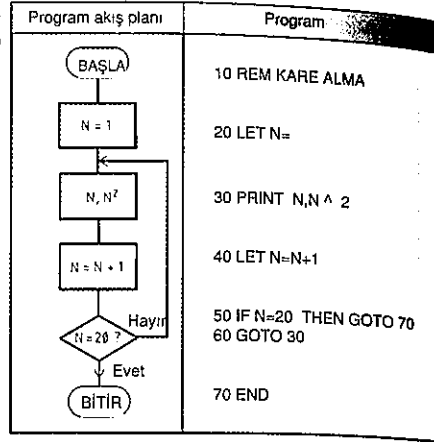 Program akış planı
Program
BAŞLA
10 REM KARE ALMA
N = 1
20 LET N=
N, N²
30 PRINT N,N ^ 2
N = N + 1
40 LET N=N+1
Hayır
N = 20 ?
50 IF N=20 THEN GOTO 70
60 GOTO 30
Evet
BİTİR
70 END